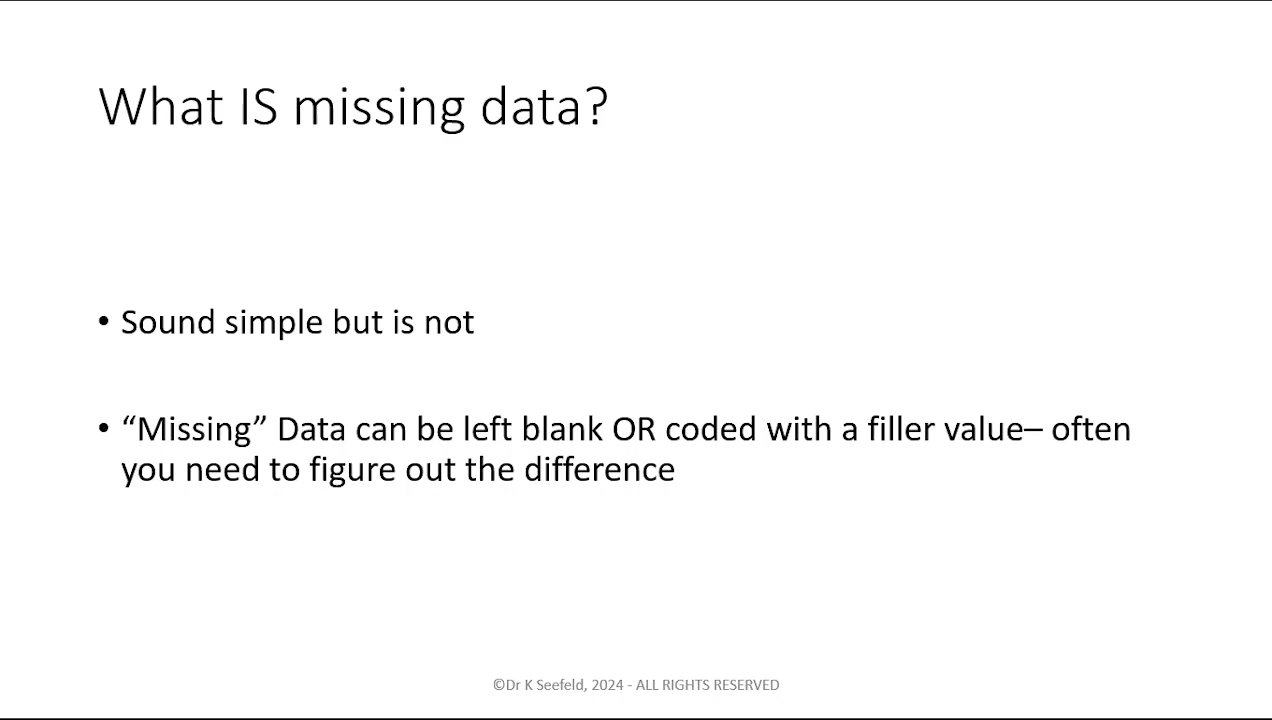 What IS missing data?
• Sound simple but is not
• “Missing” Data can be left blank OR coded with a filler value– often
you need to figure out the difference
©Dr K Seefeld, 2024 - ALL RIGHTS RESERVED